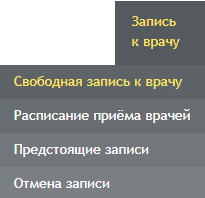 Запись
к врачу
Свободная запись к врачу
Расписание приёма врачей
Предстоящие записи
Отмена записи